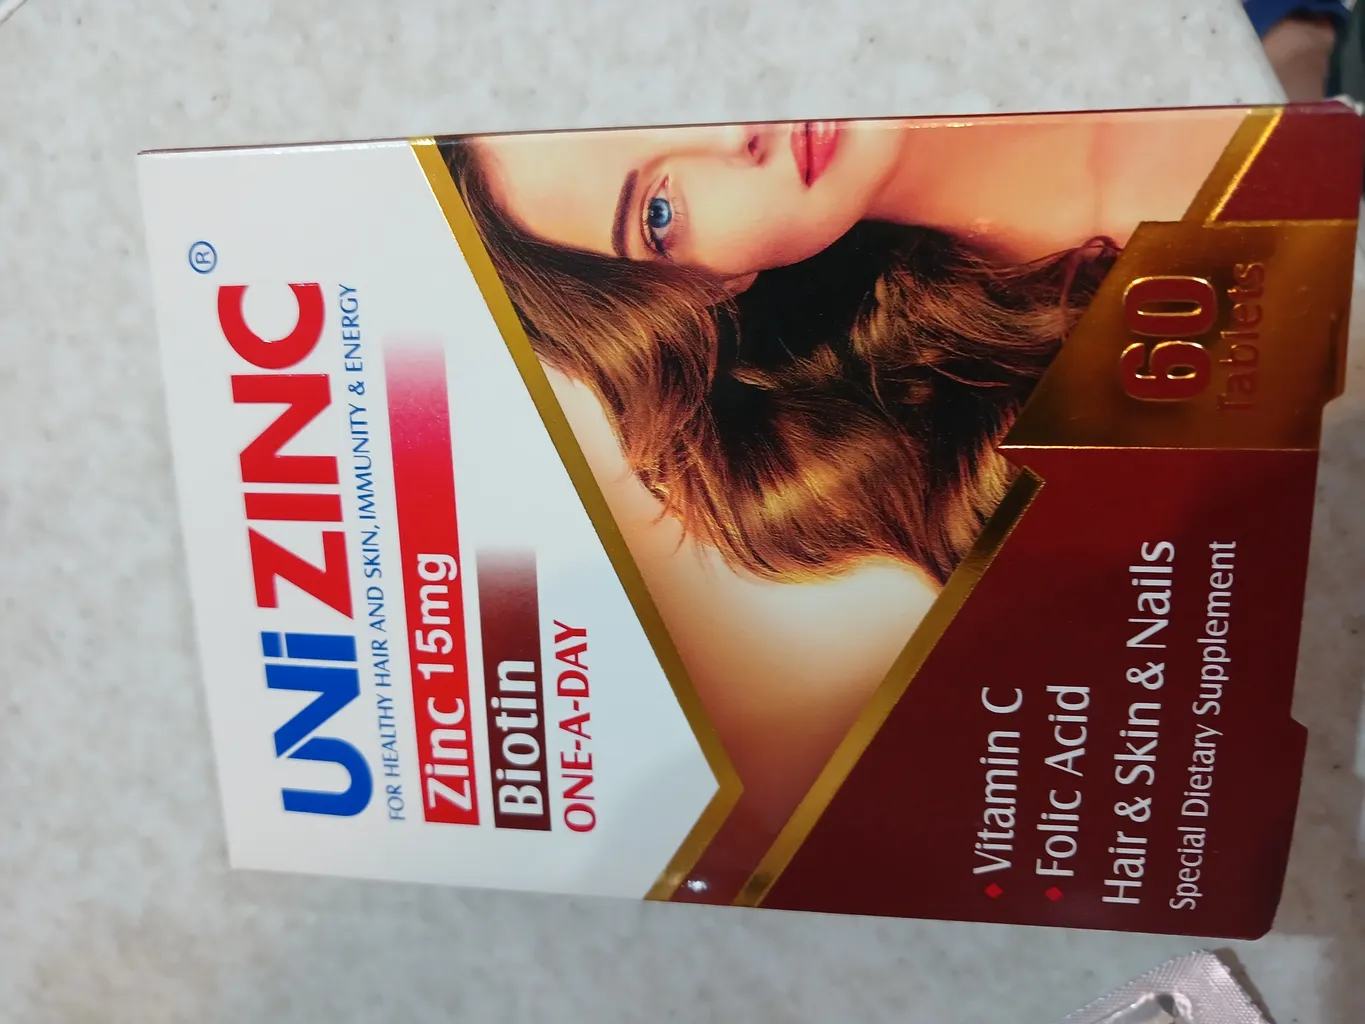 UNi ZINC®
FOR HEALTHY HAIR AND SKIN, IMMUNITY & ENERGY
Zinc 15mg
Biotin
ONE-A-DAY
• Vitamin C
• Folic Acid
Hair & Skin & Nails
Special Dietary Supplement
60
Tablets